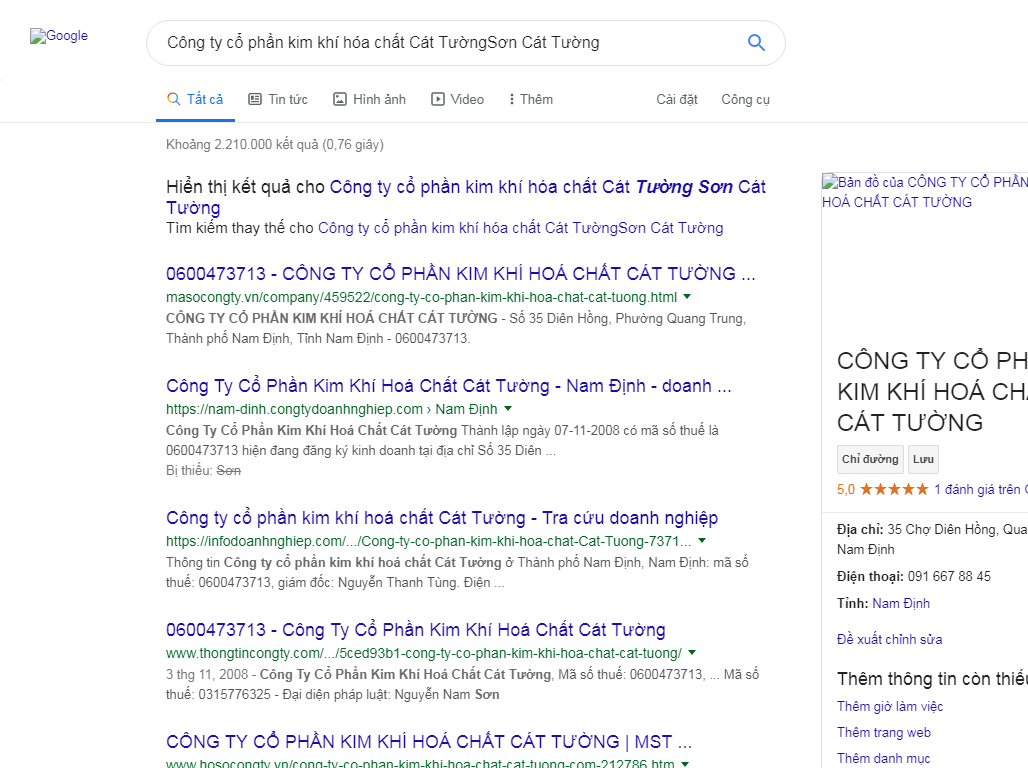 Google
Công ty cổ phần kim khí hóa chất Cát TườngSơn Cát Tường
Tất cả
Tin tức
Hình ảnh
Video
Thêm
Cài đặt
Công cụ
Khoảng 2.210.000 kết quả (0,76 giây)
Hiển thị kết quả cho Công ty cổ phần kim khí hóa chất Cát Tường Sơn Cát
Tường
Tìm kiếm thay thế cho Công ty cổ phần kim khí hóa chất Cát TườngSơn Cát Tường
0600473713 - CÔNG TY CỔ PHẦN KIM KHÍ HOÁ CHẤT CÁT TƯỜNG ...
masocongty.vn/company/459522/cong-ty-co-phan-kim-khi-hoa-chat-cat-tuong.html
CÔNG TY CỔ PHẦN KIM KHÍ HOÁ CHẤT CÁT TƯỜNG - Số 35 Diên Hồng, Phường Quang Trung,
Thành phố Nam Định, Tỉnh Nam Định - 0600473713.
Công Ty Cổ Phần Kim Khí Hoá Chất Cát Tường - Nam Định - doanh ...
https://nam-dinh.congtydoanhnghiep.com › Nam Định
Công Ty Cổ Phần Kim Khí Hoá Chất Cát Tường Thành lập ngày 07-11-2008 có mã số thuế là
0600473713 hiện đang đăng ký kinh doanh tại địa chỉ Số 35 Diên ...
Bị thiếu: Sơn
Công ty cổ phần kim khí hoá chất Cát Tường - Tra cứu doanh nghiệp
https://infodoanhnghiep.com/.../Cong-ty-co-phan-kim-khi-hoa-chat-Cat-Tuong-7371...
Thông tin Công ty cổ phần kim khí hoá chất Cát Tường ở Thành phố Nam Định, Nam Định: mã số
thuế: 0600473713, giám đốc: Nguyễn Thanh Tùng. Điện ...
0600473713 - Công Ty Cổ Phần Kim Khí Hoá Chất Cát Tường
www.thongtincongty.com/.../5ced93b1-cong-ty-co-phan-kim-khi-hoa-chat-cat-tuong/
3 thg 11, 2008 - Công Ty Cổ Phần Kim Khí Hoá Chất Cát Tường, Mã số thuế: 0600473713, ... Mã số
thuế: 0315776325 - Đại diện pháp luật: Nguyễn Nam Sơn
CÔNG TY CỔ PHẦN KIM KHÍ HOÁ CHẤT CÁT TƯỜNG | MST ...
www.hosocongty.vn/cong-ty-co-phan-kim-khi-hoa-chat-cat-tuong-com-212786.htm
Bản đồ của CÔNG TY CỔ PHẦN
HOÁ CHẤT CÁT TƯỜNG
CÔNG TY CỔ PH
KIM KHÍ HOÁ CH
CÁT TƯỜNG
Chỉ đường
Lưu
5,0 ★★★★★ 1 đánh giá trên
Địa chỉ: 35 Chợ Diên Hồng, Qua
Nam Định
Điện thoại: 091 667 88 45
Tỉnh: Nam Định
Đề xuất chỉnh sửa
Thêm thông tin còn thiếu
Thêm giờ làm việc
Thêm trang web
Thêm danh mục